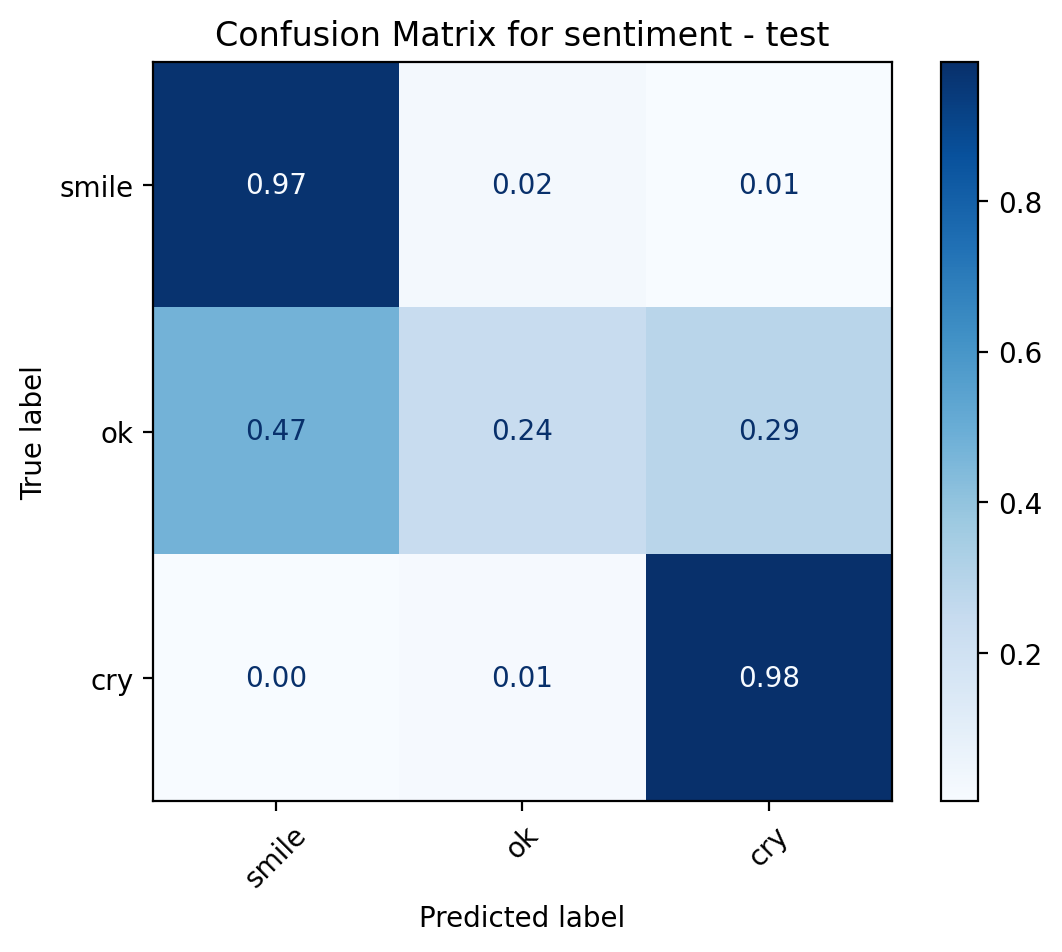 Confusion Matrix for sentiment - test
smile
0.97
0.02
0.01
ok
0.47
0.24
0.29
cry
0.00
0.01
0.98
True label
smile
ok
cry
Predicted label
0.8
0.6
0.4
0.2